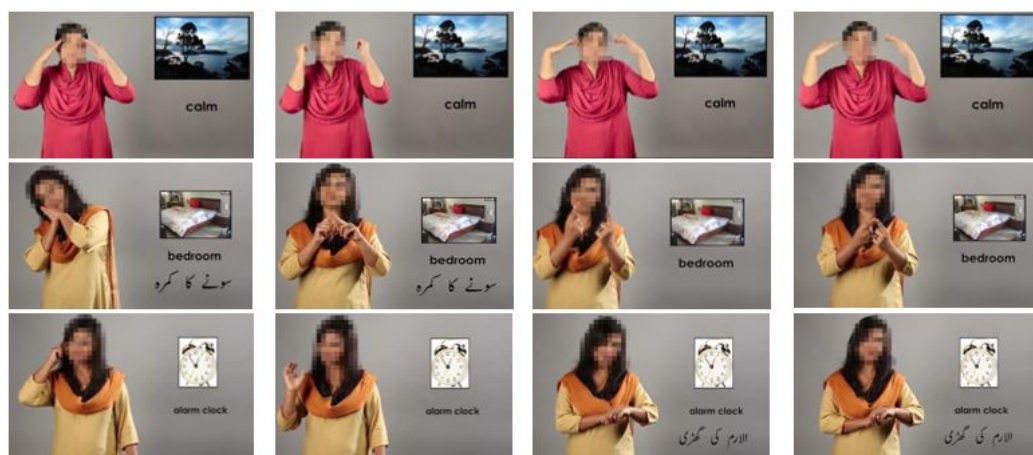 calm
calm
calm
calm
bedroom
سونے کا کمرہ
bedroom
سونے کا کمرہ
bedroom
bedroom
alarm clock
alarm clock
alarm clock
الارم کی گھڑی
alarm clock
الارم کی گھڑی